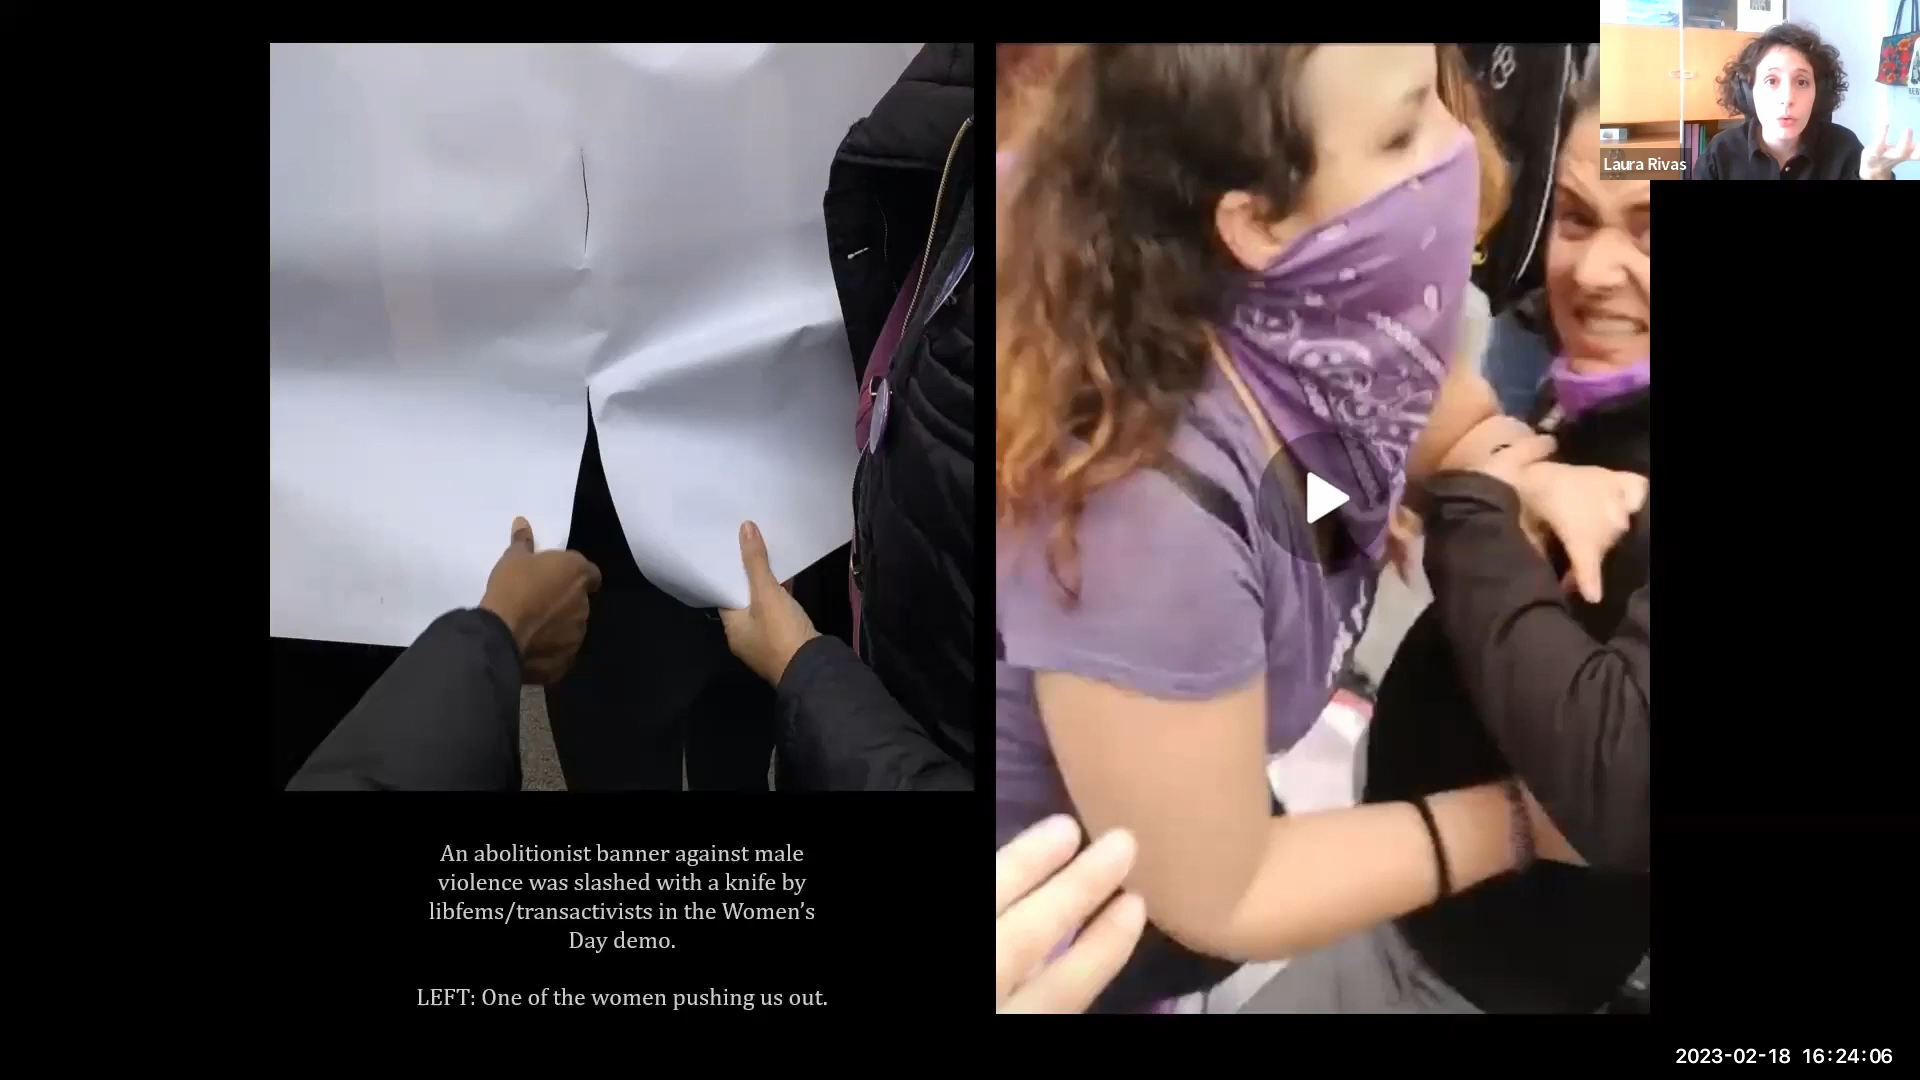 Laura Rivas
An abolitionist banner against male
violence was slashed with a knife by
libfems/transactivists in the Women's
Day demo.
LEFT: One of the women pushing us out.
2023-02-18 16:24:06